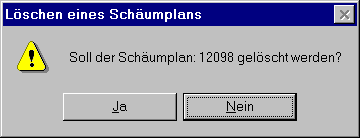 Löschen eines Schäumplans
Soll der Schäumplan: 12098 gelöscht werden?
Ja
Nein